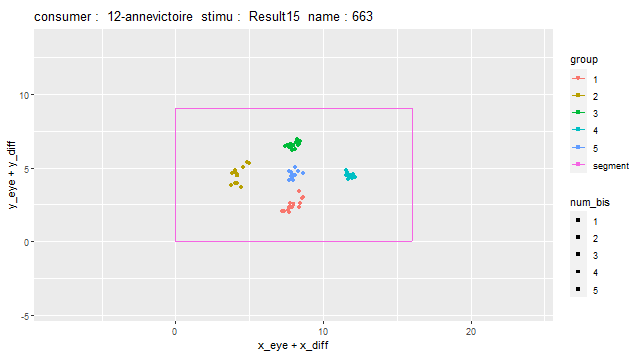 consumer :  12-annevictoire  stimu :  Result15  name : 663
y_eye + y_diff
10
5
0
-5
0
10
20
x_eye + x_diff
group
1
2
3
4
5
segment
num_bis
1
2
3
4
5